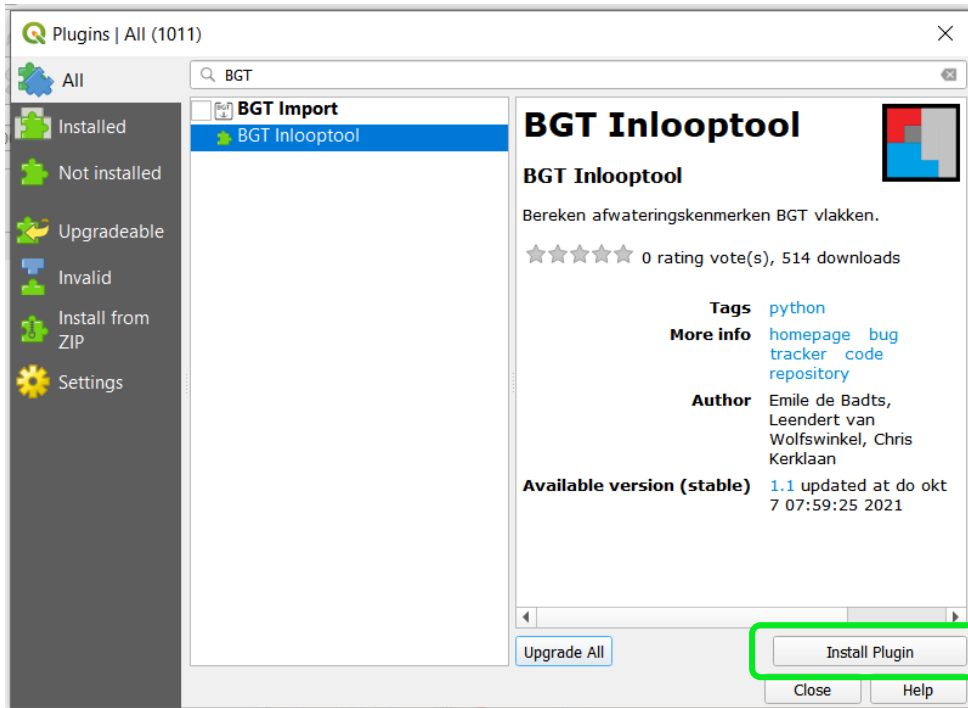 Plugins | All (1011)
All
Installed
Not installed
Upgradeable
Invalid
Install from
ZIP
Settings
BGT
BGT Import
BGT Inlooptool
BGT Inlooptool
BGT Inlooptool
Bereken afwateringskenmerken BGT vlakken.
0 rating vote(s), 514 downloads
Tags python
More info homepage bug
tracker code
repository
Author Emile de Badts,
Leendert van
Wolfswinkel, Chris
Kerklaan
Available version (stable) 1.1 updated at do okt
7 07:59:25 2021
Upgrade All
Install Plugin
Close
Help